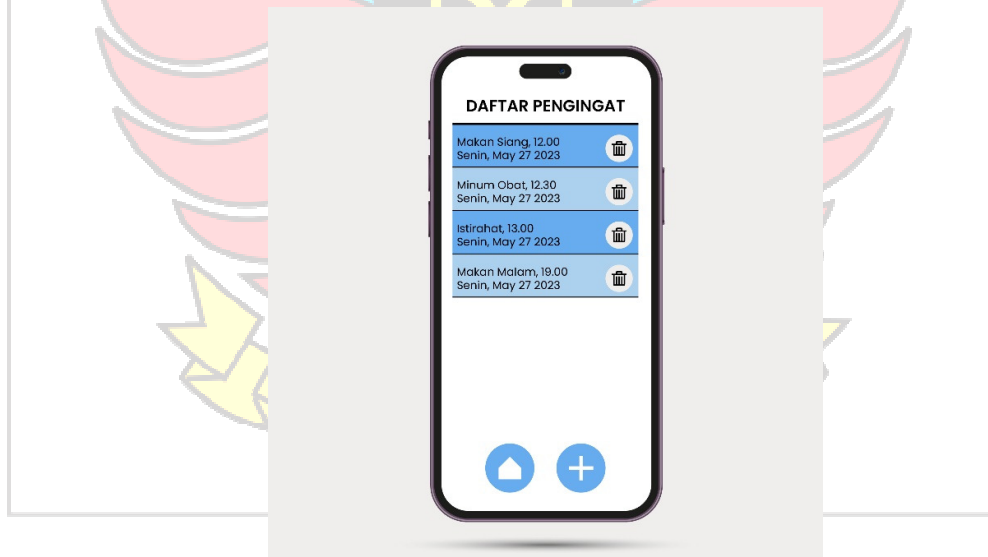 DAFTAR PENGINGAT
Makan Siang, 12.00
Senin, May 27 2023
Minum Obat, 12.30
Senin, May 27 2023
Istirahat, 13.00
Senin, May 27 2023
Makan Malam, 19.00
Senin, May 27 2023